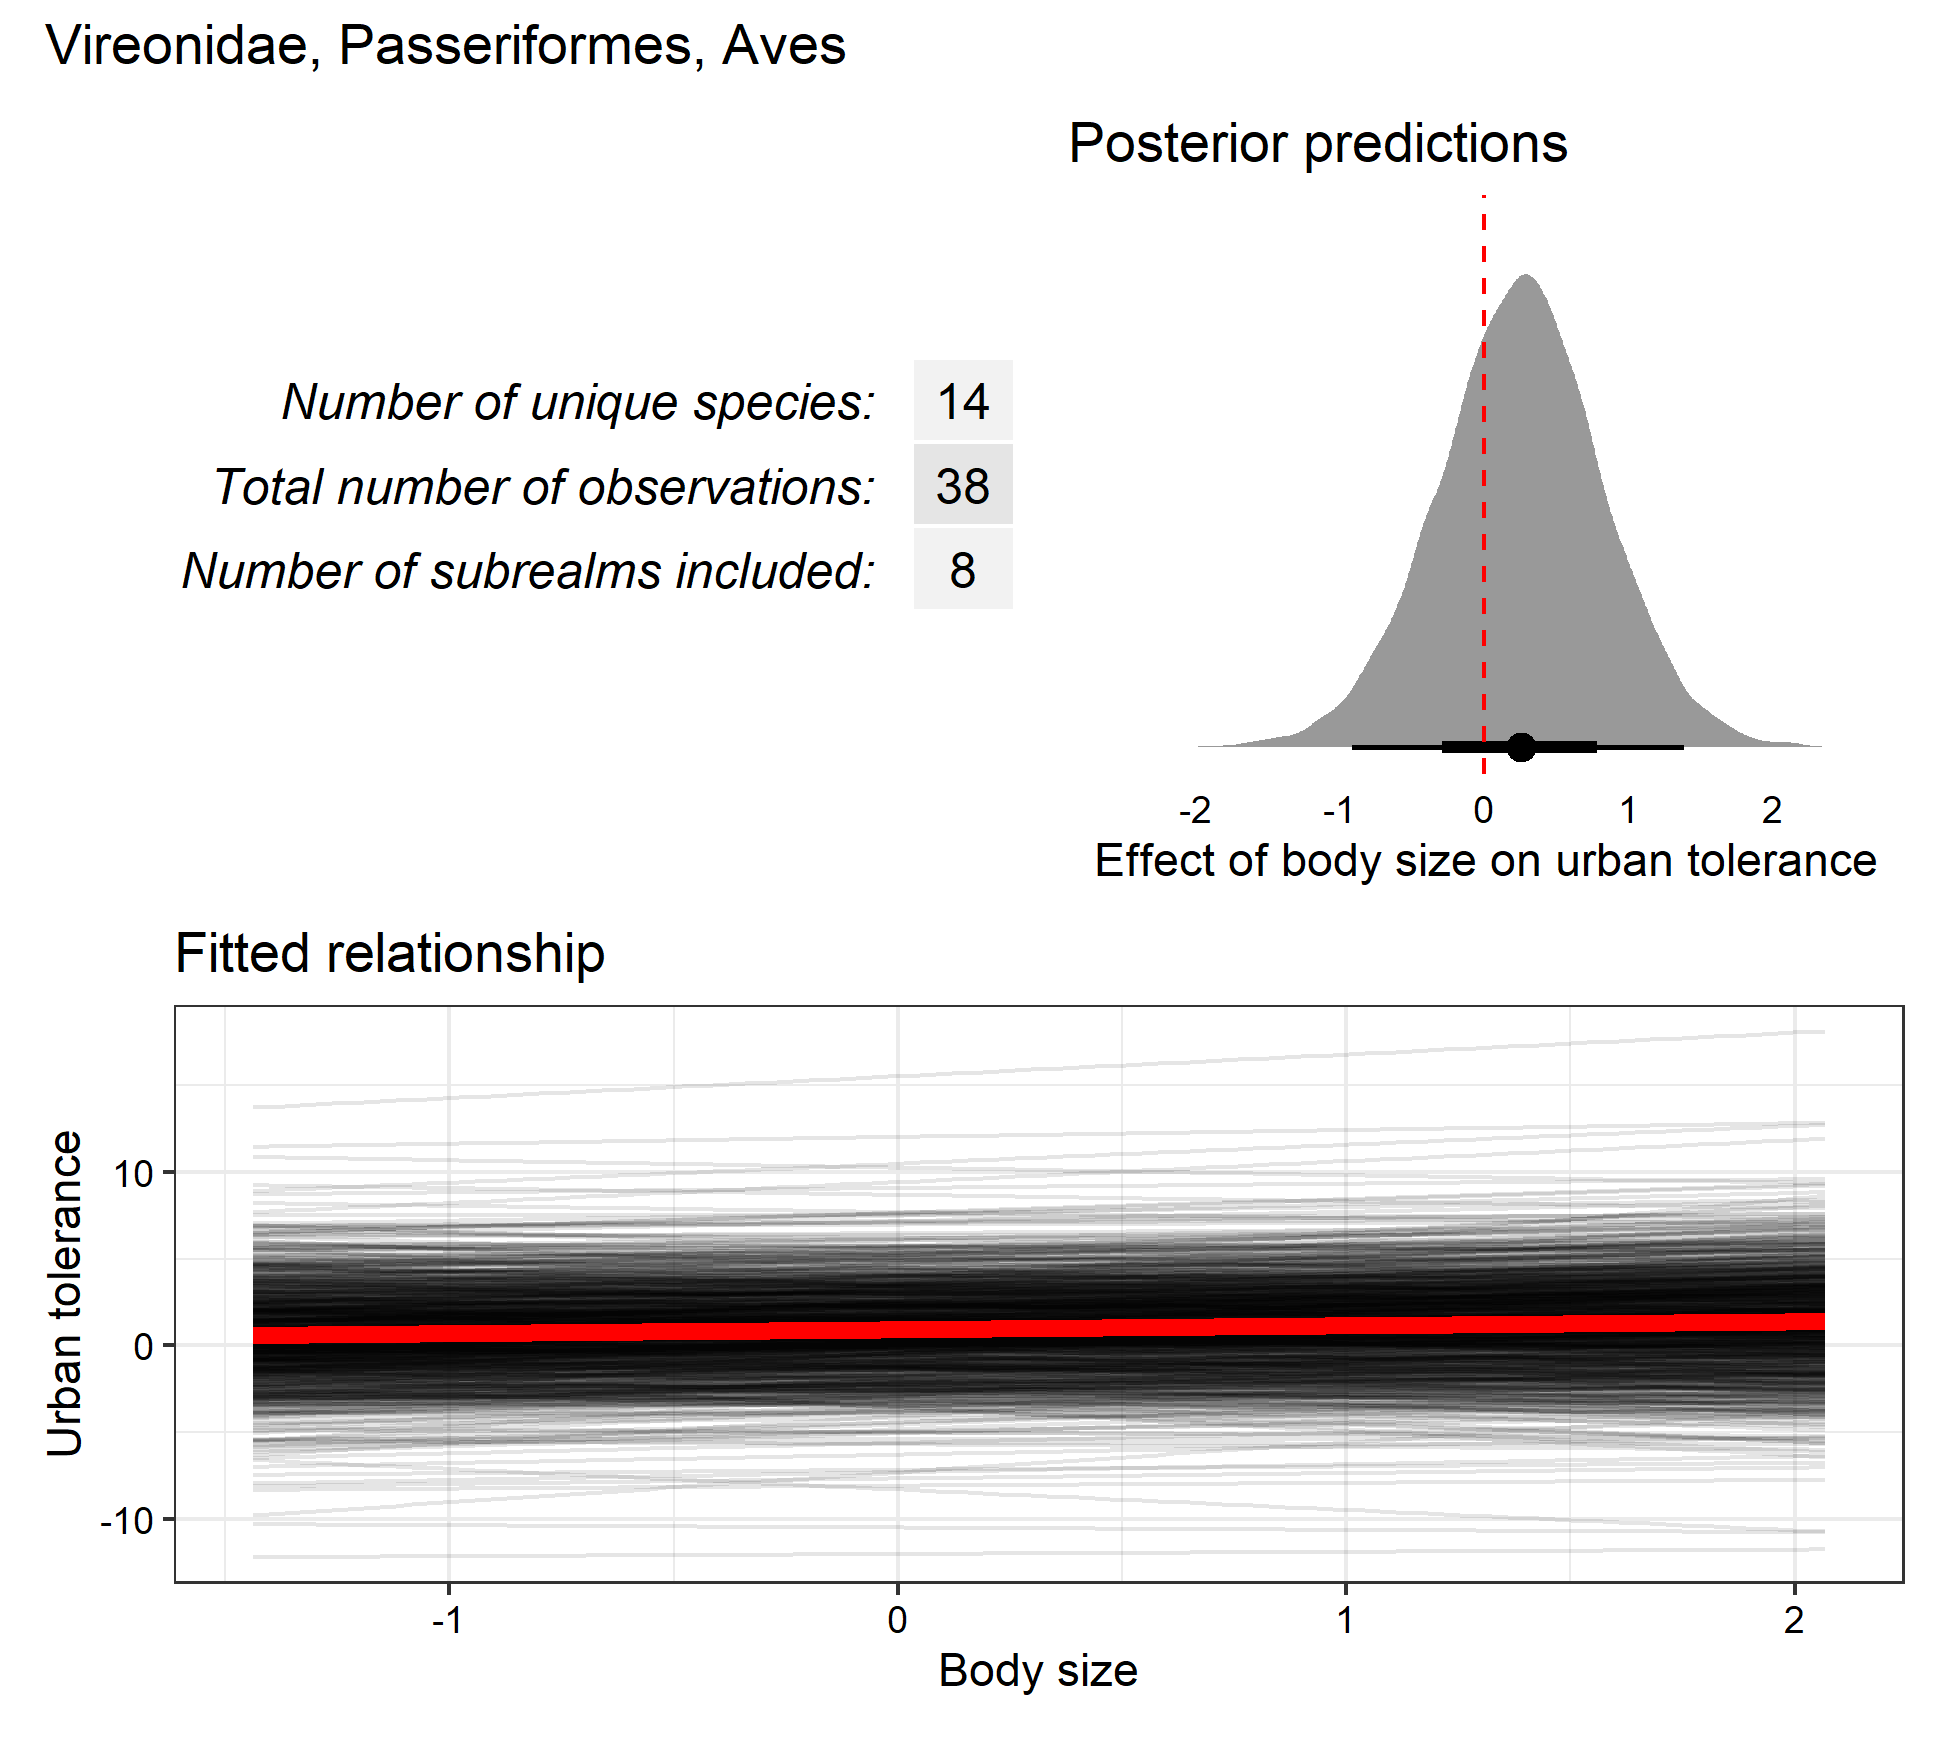 Vireonidae, Passeriformes, Aves
Posterior predictions
Number of unique species: 14
Total number of observations: 38
Number of subrealms included: 8
-2 -1 0 1 2
Effect of body size on urban tolerance
Fitted relationship
Urban tolerance
10
0
-10
-1 0 1 2
Body size